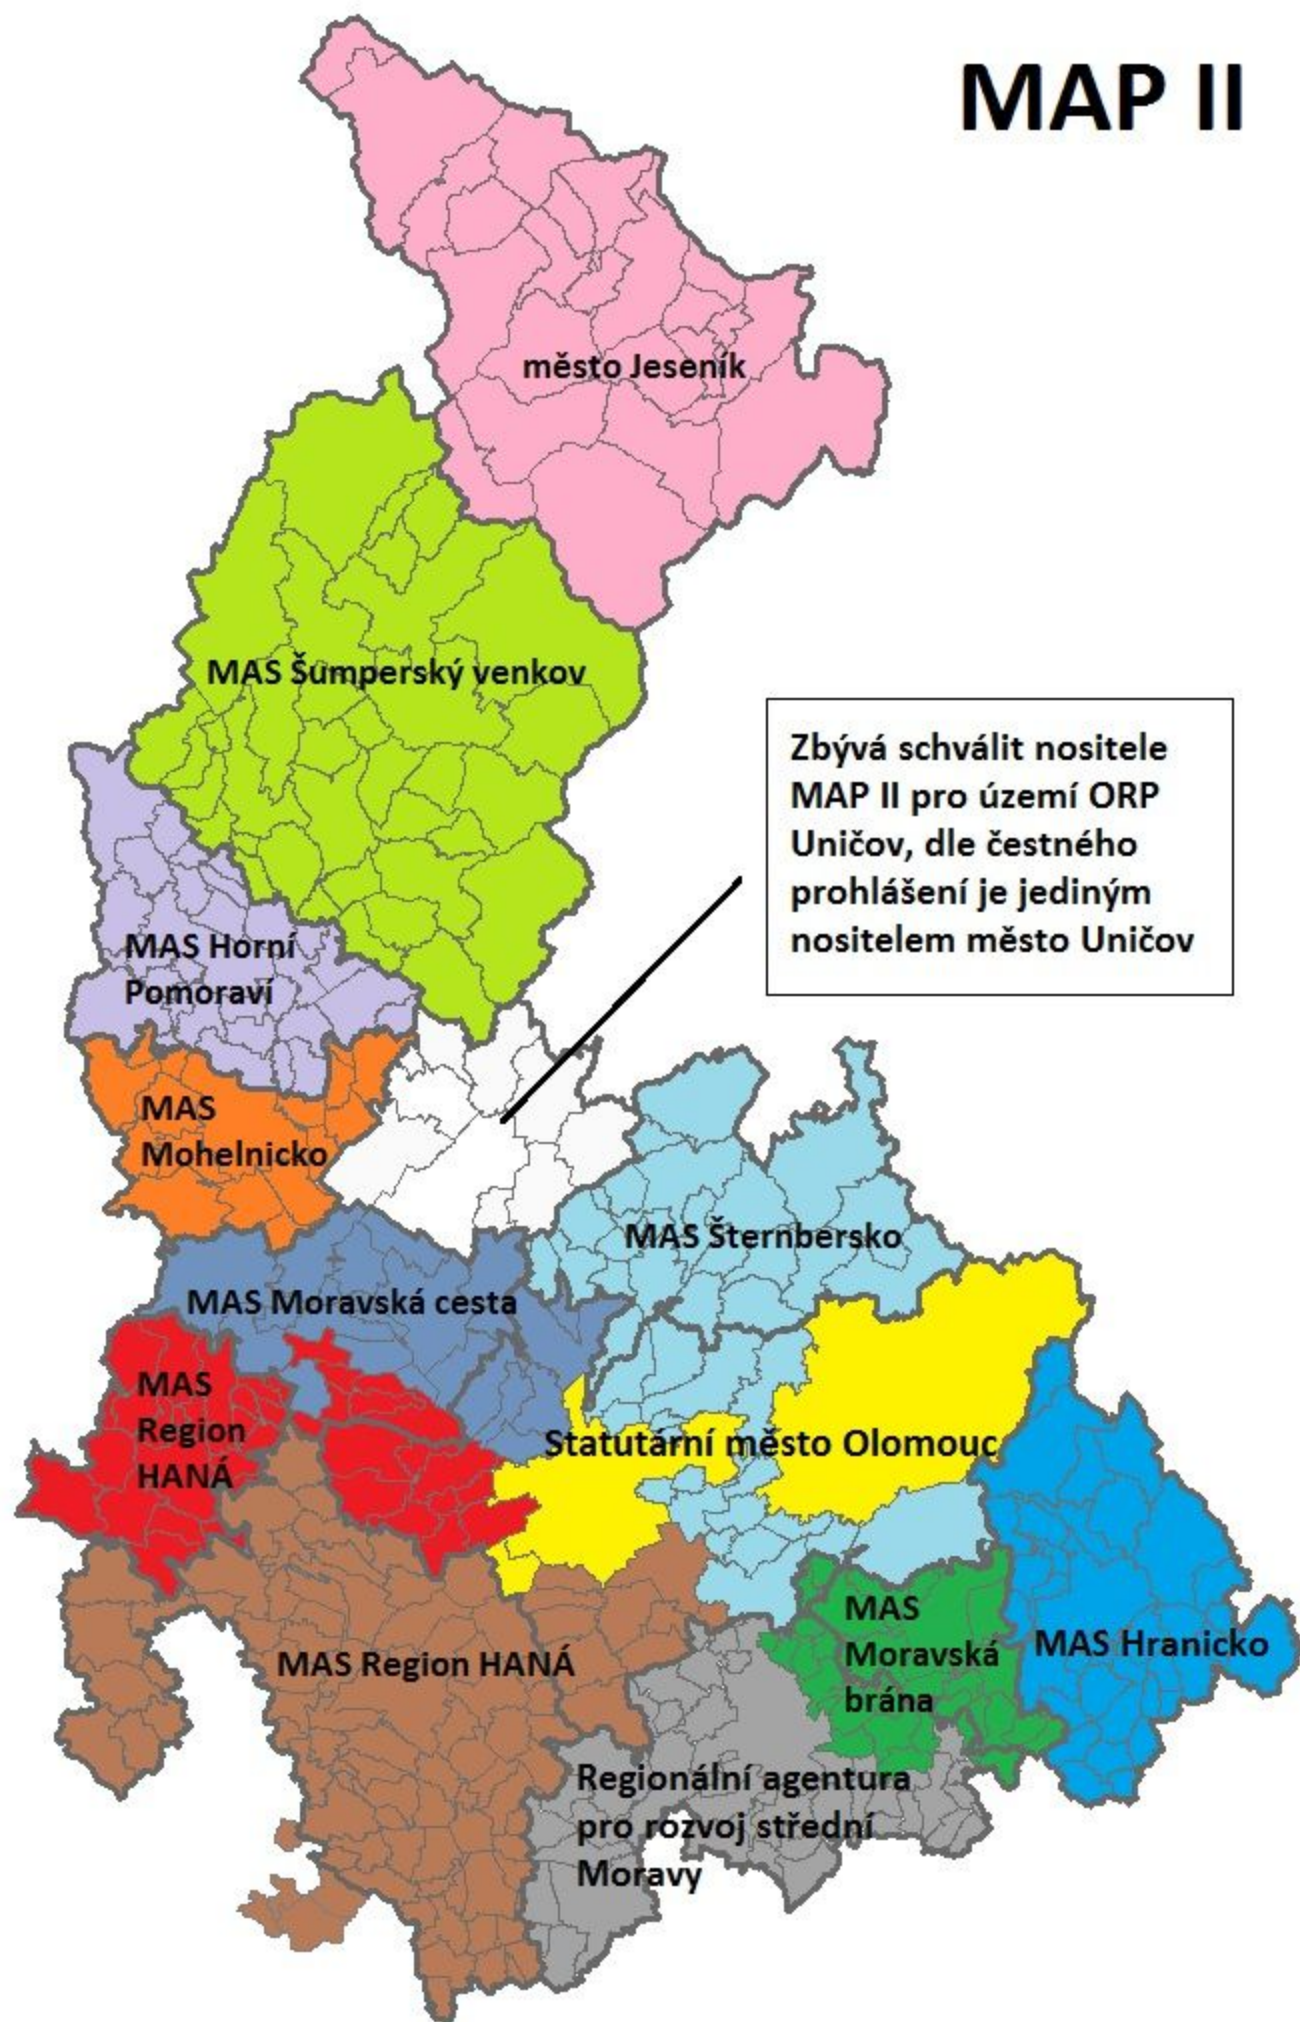 MAP II
město Jeseník
MAS Šumperský venkov
Zbývá schválit nositele
MAP II pro území ORP
Uničov, dle čestného
prohlášení je jediným
nositelem město Uničov
MAS Horní
Pomoraví
MAS
Mohelnicko
MAS Šternbersko
MAS Moravská cesta
MAS
Region
HANÁ
Statutární město Olomouc
MAS
Moravská
brána
MAS Hranicko
MAS Region HANÁ
Regionální agentura
pro rozvoj střední
Moravy